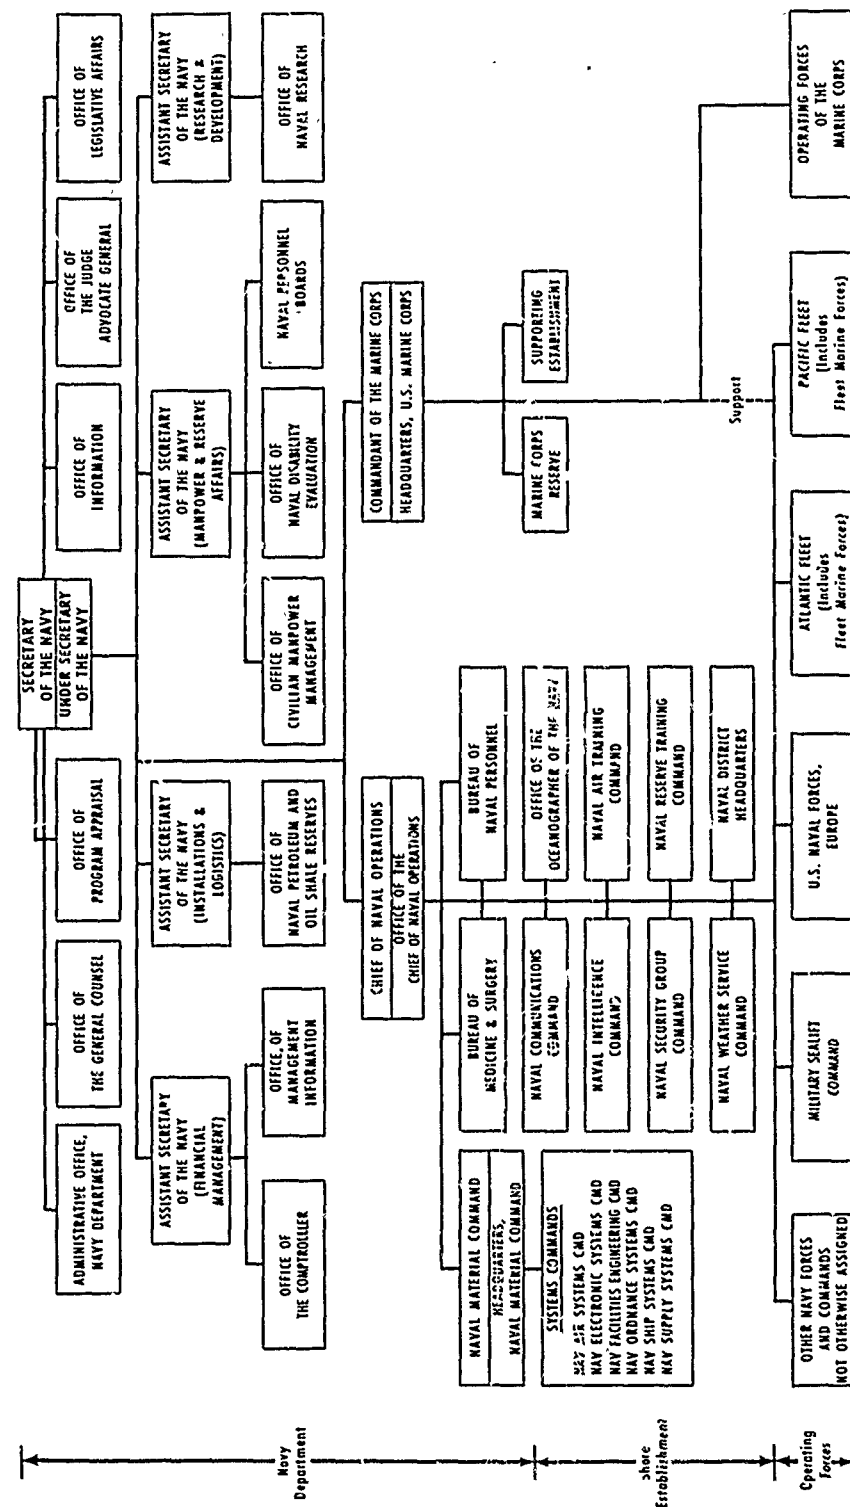 SECRETARY
OF THE NAVY
UNDER SECRETARY
OF THE NAVY
ADMINISTRATIVE OFFICE,
NAVY DEPARTMENT
OFFICE OF
THE GENERAL COUNSEL
OFFICE OF
PROGRAM APPRAISAL
OFFICE OF
INFORMATION
OFFICE OF
THE JUDGE
ADVOCATE GENERAL
OFFICE OF
LEGISLATIVE AFFAIRS
ASSISTANT SECRETARY
OF THE NAVY
(FINANCIAL
MANAGEMENT)
ASSISTANT SECRETARY
OF THE NAVY
(INSTALLATIONS &
LOGISTICS)
ASSISTANT SECRETARY
OF THE NAVY
(MANPOWER & RESERVE
AFFAIRS)
ASSISTANT SECRETARY
OF THE NAVY
(RESEARCH &
DEVELOPMENT)
OFFICE OF
THE COMPTROLLER
OFFICE OF
MANAGEMENT
INFORMATION
OFFICE OF
NAVAL PETROLEUM AND
OIL SHALE RESERVES
OFFICE OF
CIVILIAN MANPOWER
MANAGEMENT
OFFICE OF
NAVAL DISABILITY
EVALUATION
NAVAL PERSONNEL
BOARDS
OFFICE OF
NAVAL RESEARCH
Navy
Department
CHIEF OF NAVAL OPERATIONS
OFFICE OF THE
CHIEF OF NAVAL OPERATIONS
COMMANDANT OF THE MARINE CORPS
HEADQUARTERS, U.S. MARINE CORPS
NAVAL MATERIAL COMMAND
HEADQUARTERS,
NAVAL MATERIAL COMMAND
BUREAU OF
MEDICINE & SURGERY
BUREAU OF
NAVAL PERSONNEL
MARINE CORPS
RESERVE
SUPPORTING
ESTABLISHMENT
SYSTEMS COMMANDS
NAV AIR SYSTEMS CMD
NAV ELECTRONIC SYSTEMS CMD
NAV FACILITIES ENGINEERING CMD
NAV ORDNANCE SYSTEMS CMD
NAV SHIP SYSTEMS CMD
NAV SUPPLY SYSTEMS CMD
NAVAL COMMUNICATIONS
COMMAND
OFFICE OF THE
OCEANOGRAPHER OF THE NAVY
NAVAL INTELLIGENCE
COMMAND
NAVAL AIR TRAINING
COMMAND
NAVAL SECURITY GROUP
COMMAND
NAVAL RESERVE TRAINING
COMMAND
NAVAL WEATHER SERVICE
COMMAND
NAVAL DISTRICT
HEADQUARTERS
Shore
Establishment
Support
Operating
Forces
OTHER NAVY FORCES
AND COMMANDS
NOT OTHERWISE ASSIGNED
MILITARY SEALIFT
COMMAND
U.S. NAVAL FORCES,
EUROPE
ATLANTIC FLEET
(Includes
Fleet Marine Forces)
PACIFIC FLEET
(Includes
Fleet Marine Forces)
OPERATING FORCES
OF THE
MARINE CORPS